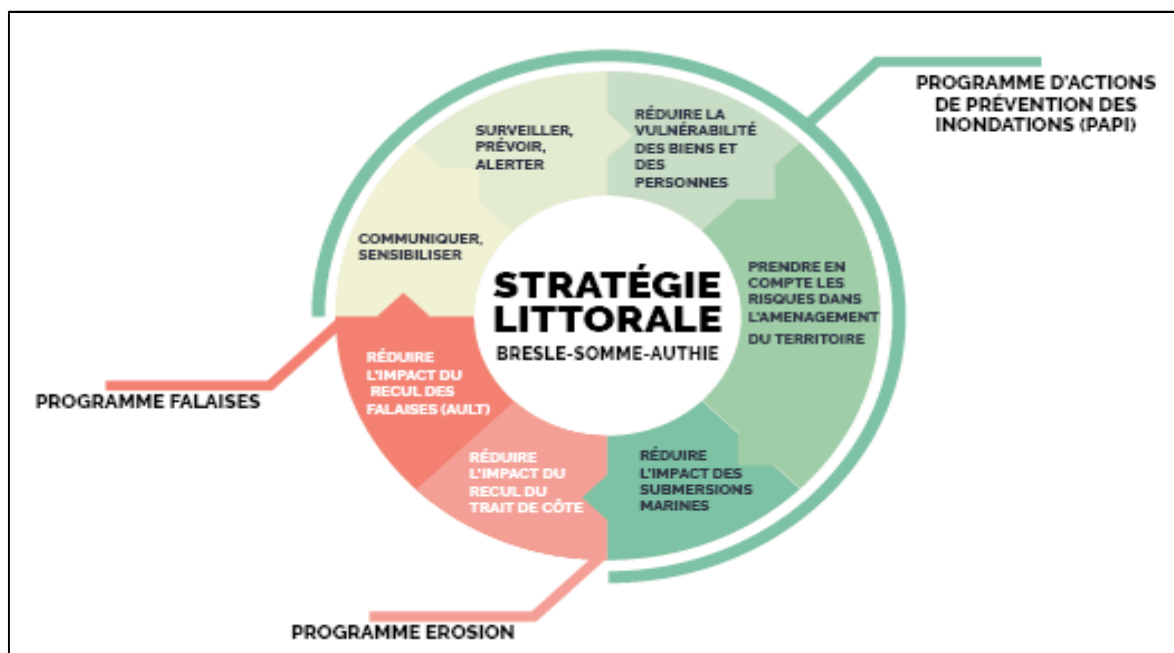 PROGRAMME D'ACTIONS
DE PRÉVENTION DES
INONDATIONS (PAPI)
SURVEILLER,
PRÉVOIR,
ALERTER
RÉDUIRE LA
VULNÉRABILITÉ
DES BIENS ET
DES
PERSONNES
COMMUNIQUER,
SENSIBILISER
PRENDRE EN
COMPTE LES
RISQUES DANS
L'AMENAGEMENT
DU TERRITOIRE
STRATÉGIE
LITTORALE
BRESLE-SOMME-AUTHIE
RÉDUIRE
L'IMPACT DU
RECUL DES
FALAISES (AULT)
PROGRAMME FALAISES
RÉDUIRE
L'IMPACT DU
RECUL DU
TRAIT DE CÔTE
RÉDUIRE
L'IMPACT DES
SUBMERSIONS
MARINES
PROGRAMME EROSION